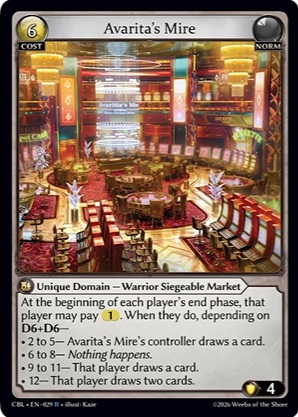 6
COST
Avarita's Mire
NORM
Unique Domain — Warrior Siegeable Market
At the beginning of each player's end phase, that
player may pay 1. When they do, depending on
D6+D6—
• 2 to 5— Avarita's Mire's controller draws a card.
• 6 to 8— Nothing happens.
• 9 to 11— That player draws a card.
• 12— That player draws two cards.
4
CBL • EN-029 R • illust: Kaze
©2026 Weebs of the Shore